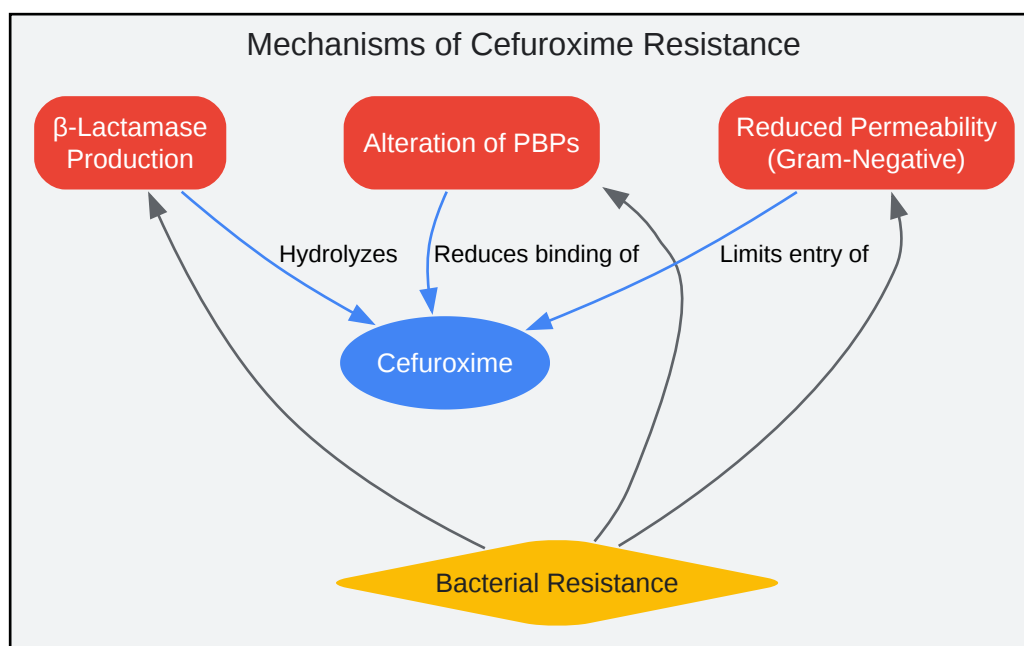 Mechanisms of Cefuroxime Resistance
β-Lactamase
Production
Alteration of PBPs
Reduced Permeability
(Gram-Negative)
Hydrolyzes
Reduces binding of
Limits entry of
Cefuroxime
Bacterial Resistance